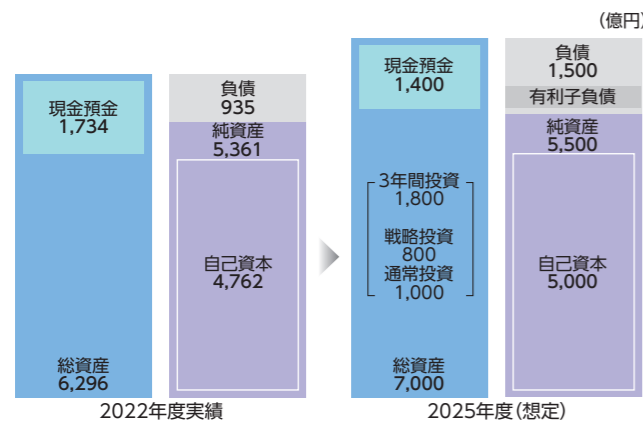 (億円)
現金預金
1,734
総資産
6,296
負債
935
純資産
5,361
自己資本
4,762
2022年度実績
現金預金
1,400
3年間投資
1,800
戦略投資
800
通常投資
1,000
総資産
7,000
負債
1,500
有利子負債
純資産
5,500
自己資本
5,000
2025年度(想定)